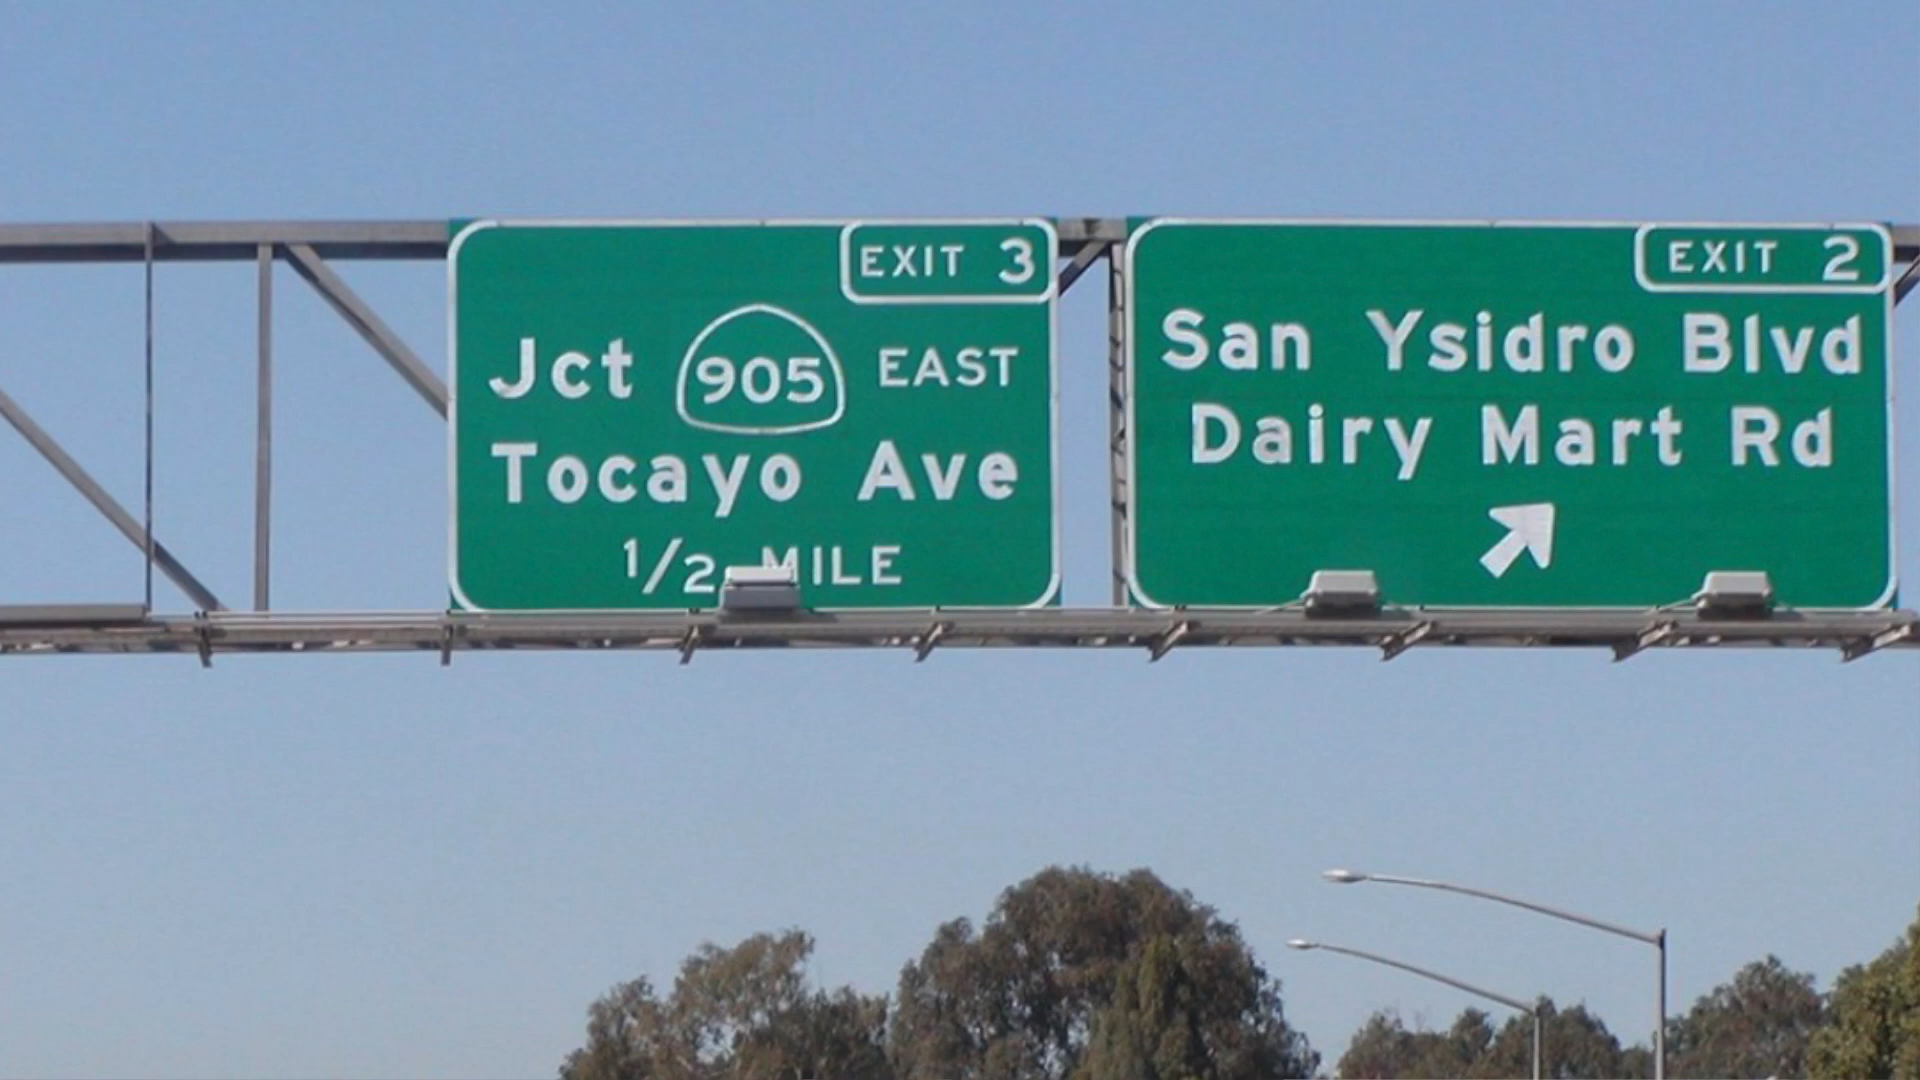 EXIT 3
Jct 905 EAST
Tocayo Ave
1/2 MILE
EXIT 2
San Ysidro Blvd
Dairy Mart Rd